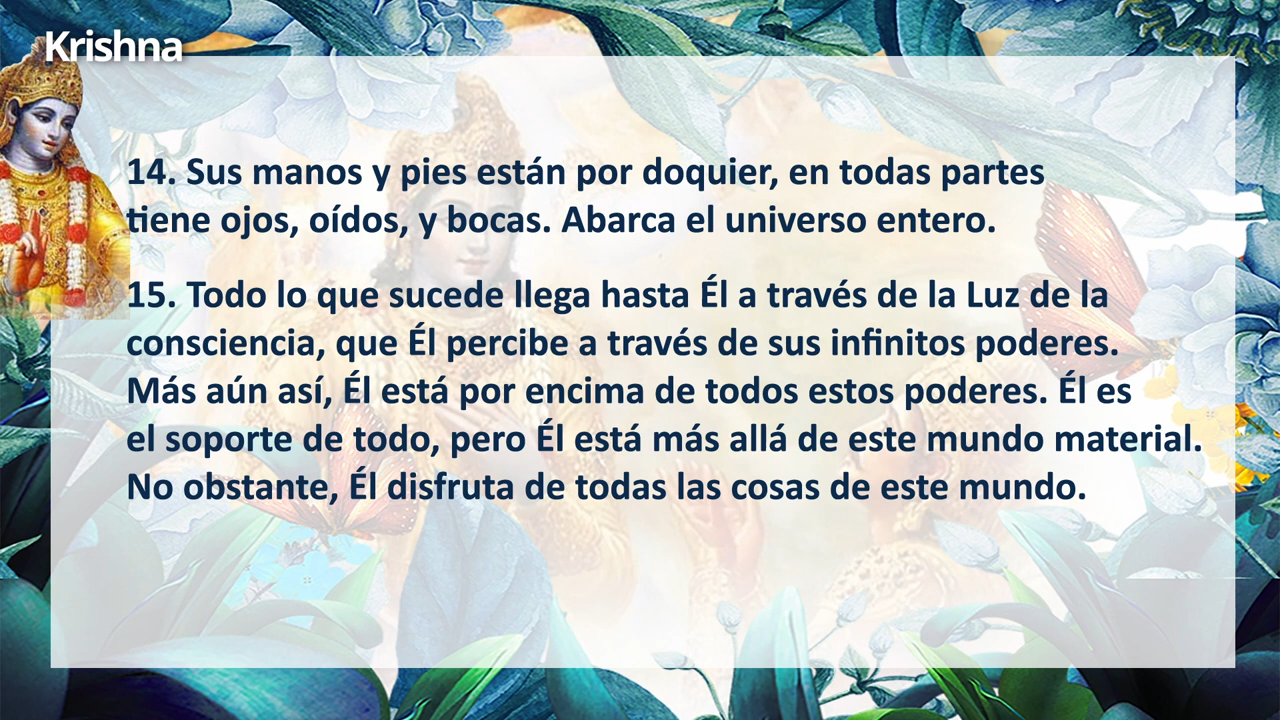 Krishna
14. Sus manos y pies están por doquier, en todas partes
tiene ojos, oídos, y bocas. Abarca el universo entero.
15. Todo lo que sucede llega hasta Él a través de la Luz de la
consciencia, que Él percibe a través de sus infinitos poderes.
Más aún así, Él está por encima de todos estos poderes. Él es
el soporte de todo, pero Él está más allá de este mundo material.
No obstante, Él disfruta de todas las cosas de este mundo.